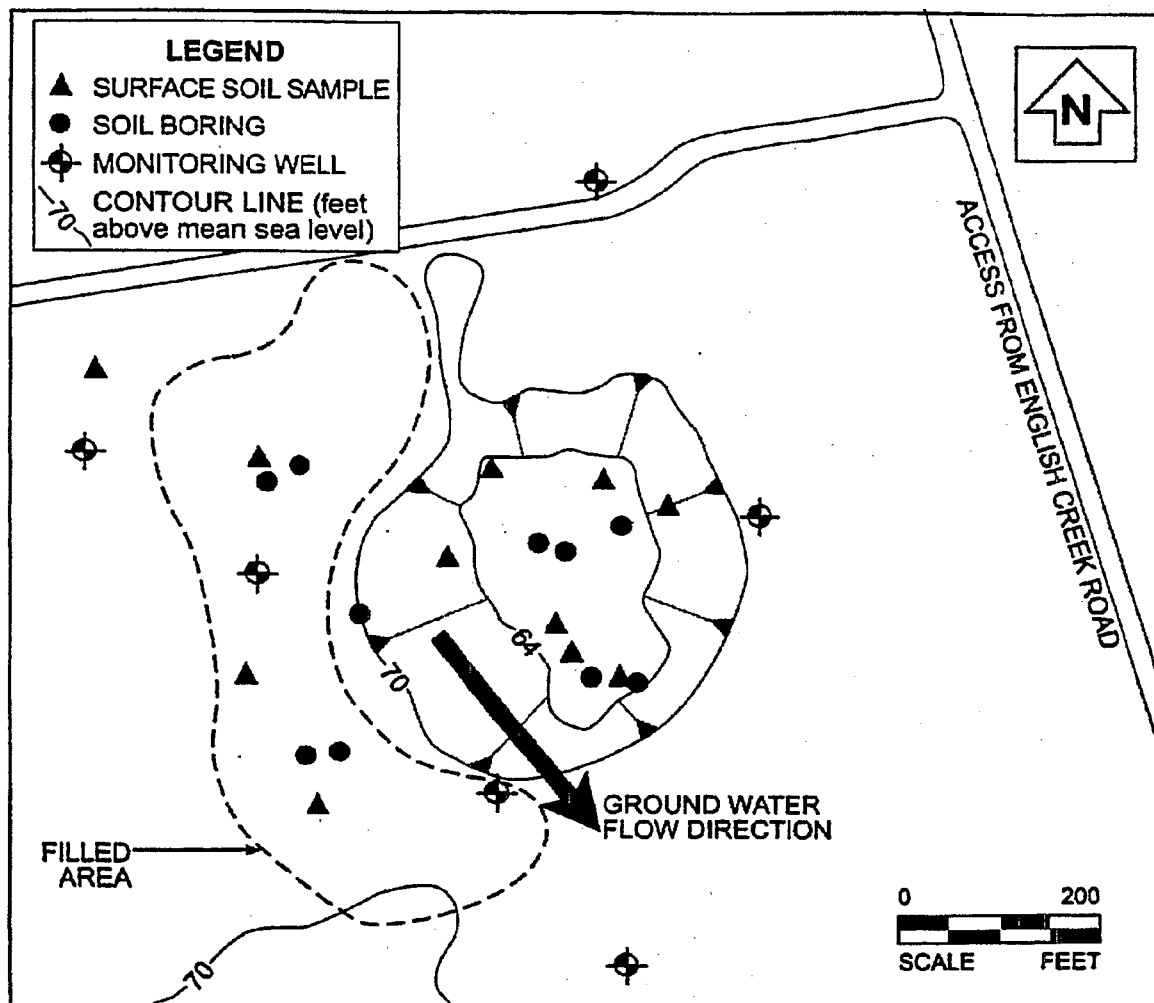 LEGEND
SURFACE SOIL SAMPLE
SOIL BORING
MONITORING WELL
70
CONTOUR LINE (feet
above mean sea level)
N
ACCESS FROM ENGLISH CREEK ROAD
64
70
GROUND WATER
FLOW DIRECTION
FILLED
AREA
70
0 200
SCALE FEET